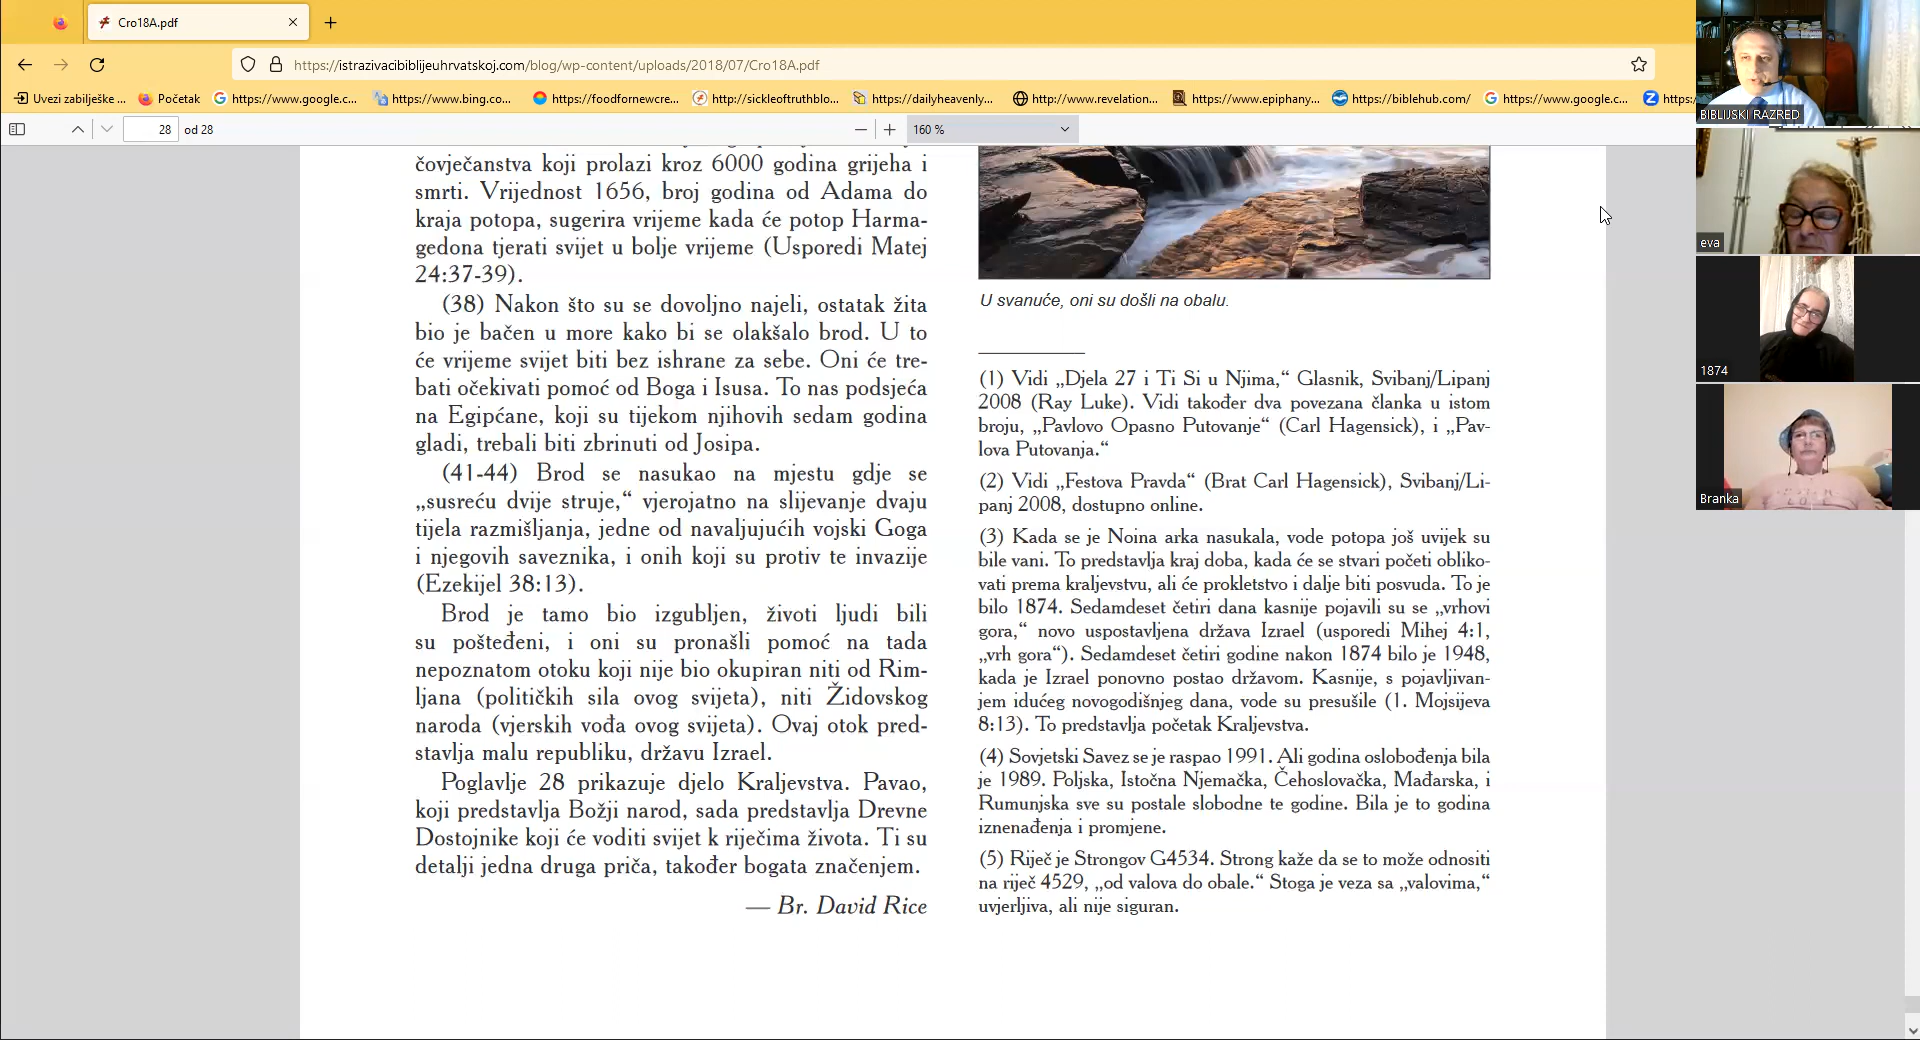 Cro18A.pdf
https://istrazivacibiblijeuhrvatskoj.com/blog/wp-content/uploads/2018/07/Cro18A.pdf
Uvezi zabilješke ...
Početak
https://www.google.c...
https://www.bing.co...
https://foodfornewcre...
http://sickleoftruthblo...
https://dailyheavenly...
http://www.revelation...
https://www.epiphany...
https://biblehub.com/
https://www.google.c...
https:
28 od 28
160 %
čovječanstva koji prolazi kroz 6000 godina grijeha i
smrti. Vrijednost 1656, broj godina od Adama do
kraja potopa, sugerira vrijeme kada će potop Harma-
gedona tjerati svijet u bolje vrijeme (Usporedi Matej
24:37-39).
(38) Nakon što su se dovoljno najeli, ostatak žita
bio je bačen u more kako bi se olakšalo brod. U to
će vrijeme svijet biti bez ishrane za sebe. Oni će tre-
bati očekivati pomoć od Boga i Isusa. To nas podsjeća
na Egipćane, koji su tijekom njihovih sedam godina
gladi, trebali biti zbrinuti od Josipa.
(41-44) Brod se nasukao na mjestu gdje se
„susreću dvije struje,“ vjerojatno na slijevanje dvaju
tijela razmišljanja, jedne od navaljujućih vojski Goga
i njegovih saveznika, i onih koji su protiv te invazije
(Ezekijel 38:13).
Brod je tamo bio izgubljen, životi ljudi bili
su pošteđeni, i oni su pronašli pomoć na tada
nepoznatom otoku koji nije bio okupiran niti od Rim-
ljana (političkih sila ovog svijeta), niti Židovskog
naroda (vjerskih vođa ovog svijeta). Ovaj otok pred-
stavlja malu republiku, državu Izrael.
Poglavlje 28 prikazuje djelo Kraljevstva. Pavao,
koji predstavlja Božji narod, sada predstavlja Drevne
Dostojnike koji će voditi svijet k riječima života. Ti su
detalji jedna druga priča, također bogata značenjem.
— Br. David Rice
U svanuće, oni su došli na obalu.
(1) Vidi „Djela 27 i Ti Si u Njima,“ Glasnik, Svibanj/Lipanj
2008 (Ray Luke). Vidi također dva povezana članka u istom
broju, „Pavlovo Opasno Putovanje“ (Carl Hagensick), i „Pav-
lova Putovanja.“
(2) Vidi „Festova Pravda“ (Brat Carl Hagensick), Svibanj/Li-
panj 2008, dostupno online.
(3) Kada se je Noina arka nasukala, vode potopa još uvijek su
bile vani. To predstavlja kraj doba, kada će se stvari početi obliko-
vati prema kraljevstvu, ali će prokletstvo i dalje biti posvuda. To je
bilo 1874. Sedamdeset četiri dana kasnije pojavili su se „vrhovi
gora,“ novo uspostavljena država Izrael (usporedi Mihej 4:1,
„vrh gora“). Sedamdeset četiri godine nakon 1874 bilo je 1948,
kada je Izrael ponovno postao državom. Kasnije, s pojavljivan-
jem idućeg novogodišnjeg dana, vode su presušile (1. Mojsijeva
8:13). To predstavlja početak Kraljevstva.
(4) Sovjetski Savez se je raspao 1991. Ali godina oslobođenja bila
je 1989. Poljska, Istočna Njemačka, Čehoslovačka, Mađarska, i
Rumunjska sve su postale slobodne te godine. Bila je to godina
iznenađenja i promjene.
(5) Riječ je Strongov G4534. Strong kaže da se to može odnositi
na riječ 4529, „od valova do obale.“ Stoga je veza sa „valovima,“
uvjerljiva, ali nije siguran.
BIBLIJSKI RAZRED
eva
1874
Branka